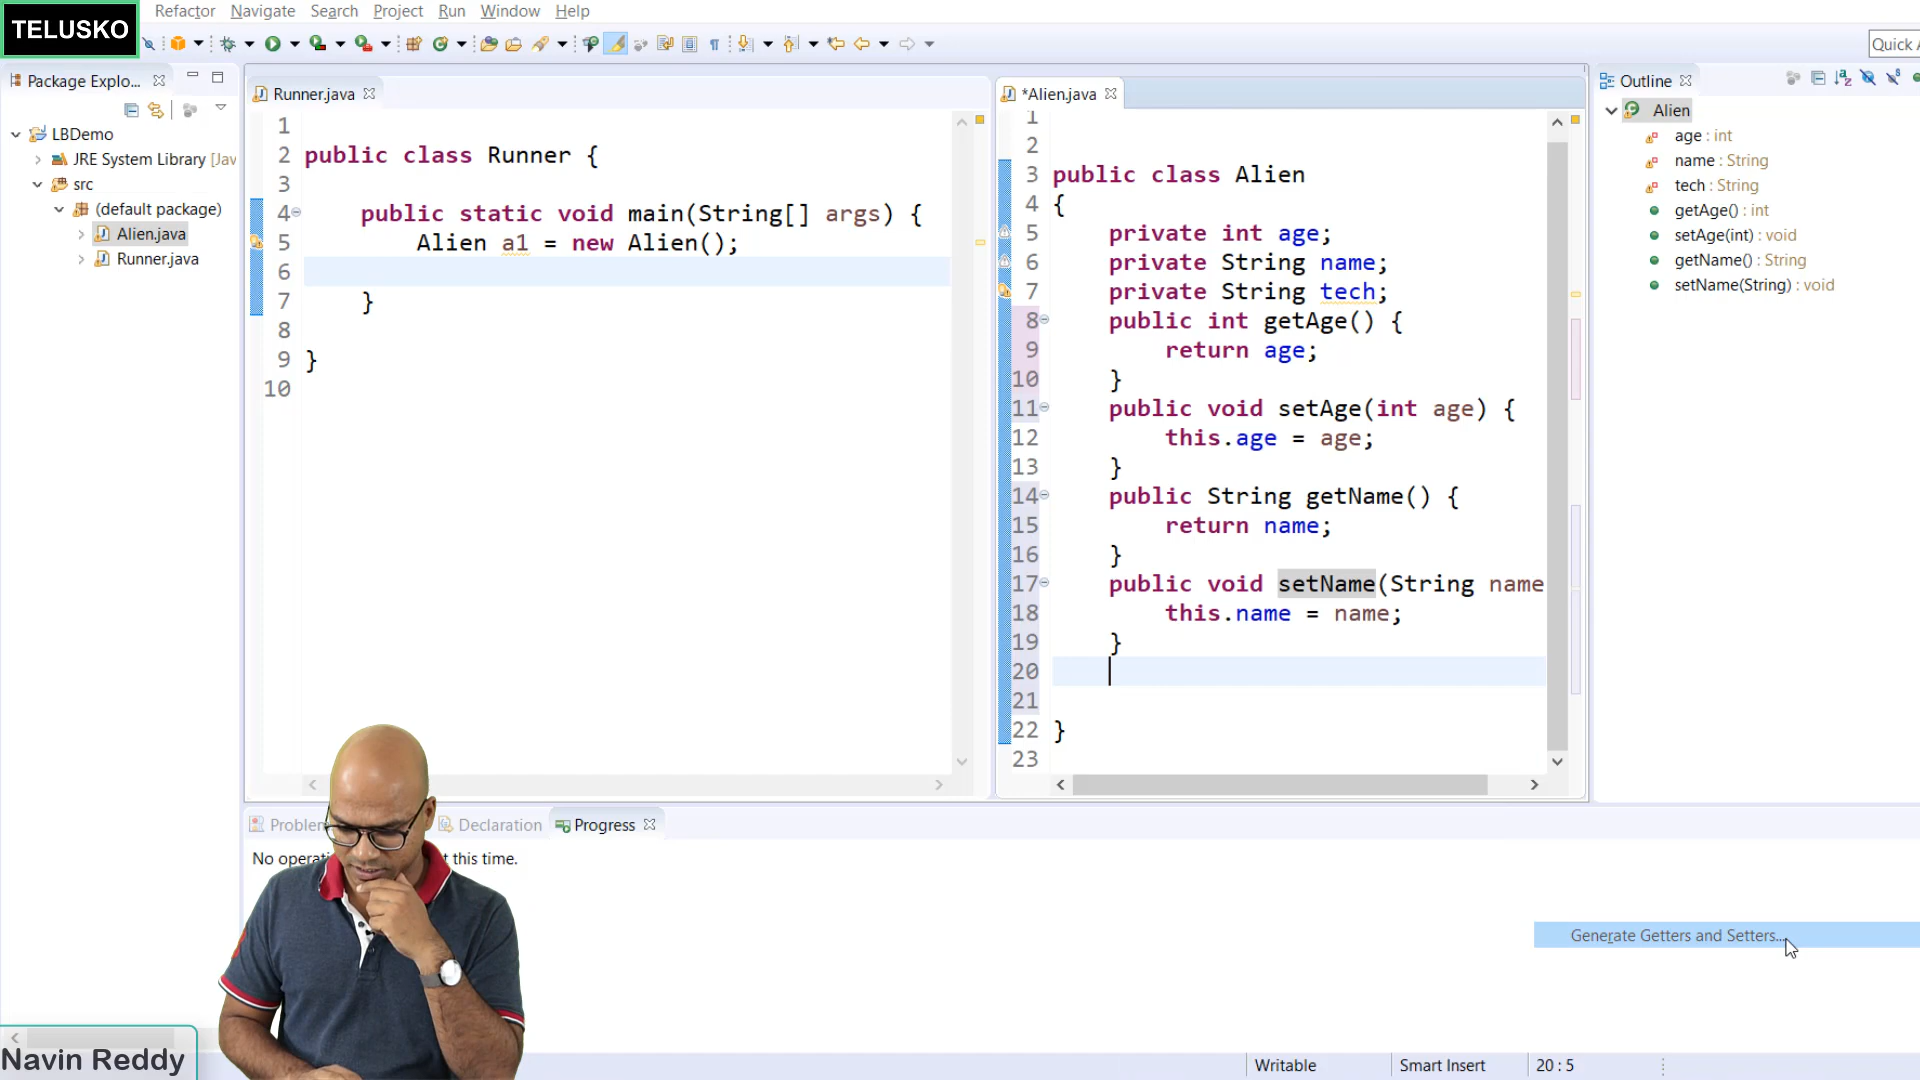 TELUSKO
Refactor Navigate Search Project Run Window Help
Quick A
Package Explo...
LBDemo
JRE System Library [Jav
src
(default package)
Alien.java
Runner.java
Runner.java
1
2 public class Runner {
3
4 public static void main(String[] args) {
5 Alien a1 = new Alien();
6
7 }
8
9 }
10
*Alien.java
1
2
3 public class Alien
4 {
5 private int age;
6 private String name;
7 private String tech;
8 public int getAge() {
9 return age;
10 }
11 public void setAge(int age) {
12 this.age = age;
13 }
14 public String getName() {
15 return name;
16 }
17 public void setName(String name
18 this.name = name;
19 }
20
21
22 }
23
Outline
Alien
age : int
name : String
tech : String
getAge() : int
setAge(int) : void
getName() : String
setName(String) : void
Problem Declaration Progress
No operati t this time.
Generate Getters and Setters...
Navin Reddy
Writable Smart Insert 20 : 5